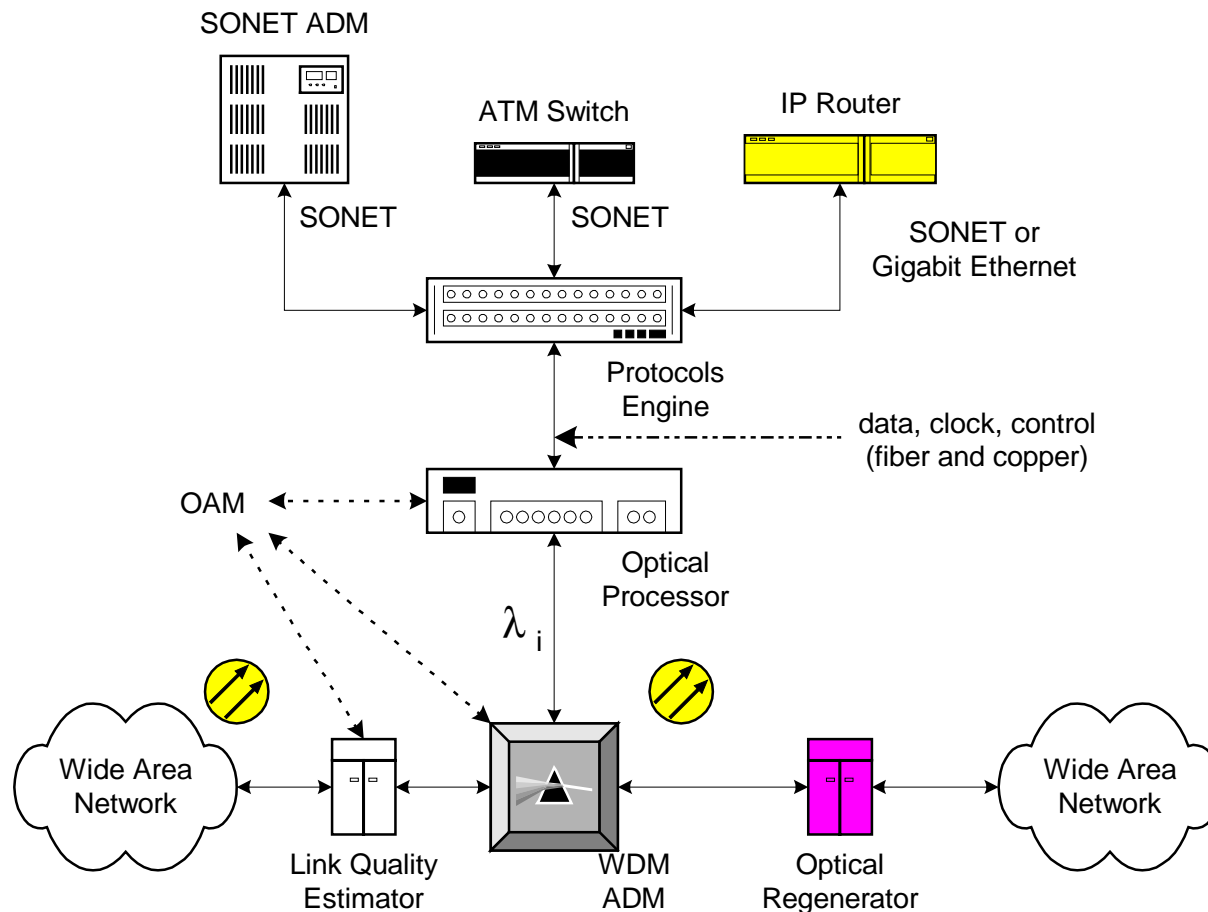 SONET ADM
ATM Switch
IP Router
SONET
SONET
SONET or
Gigabit Ethernet
Protocols
Engine
data, clock, control
(fiber and copper)
OAM
Optical
Processor
λ i
Wide Area
Network
Wide Area
Network
Link Quality
Estimator
WDM
ADM
Optical
Regenerator